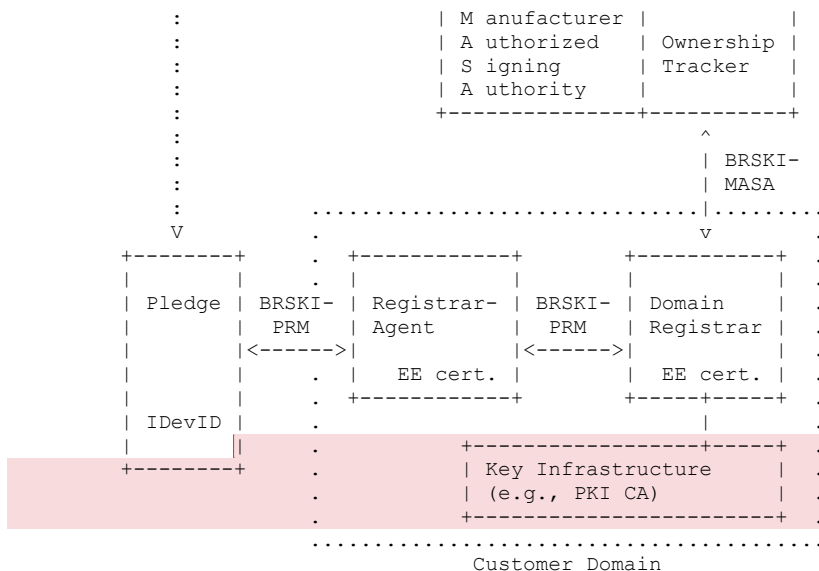 : | M anufacturer | |
: | A uthorized | Ownership |
: | S igning | Tracker |
: | A uthority | |
: +---------------+-----------+
: ^
: | BRSKI-
: | MASA
: ...............................|.........
V . v .
+--------+ . +------------+ +-----------+ .
| | . | | | | .
| Pledge | BRSKI- | Registrar- | BRSKI- | Domain | .
| | PRM | Agent | PRM | Registrar | .
| |<------>| |<------>| | .
| | . | EE cert. | | EE cert. | .
| | . +------------+ +-----+-----+ .
| IDevID | . | .
| | . +------------------+-----+ .
+--------+ . | Key Infrastructure | .
. | (e.g., PKI CA) | .
. +------------------------+ .
.........................................
Customer Domain